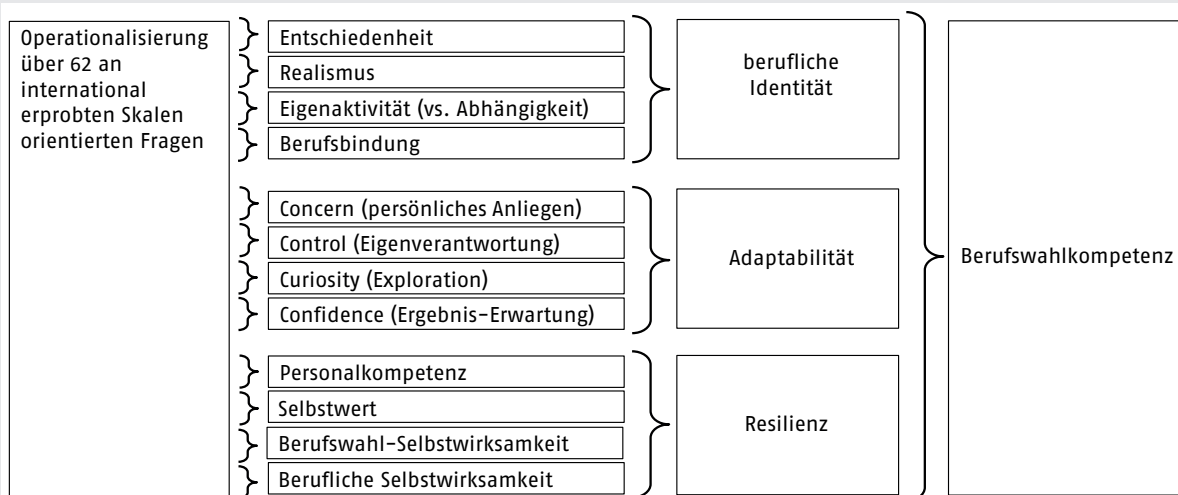 Operationalisierung
über 62 an
international
erprobten Skalen
orientierten Fragen
Entschiedenheit
Realismus
Eigenaktivität (vs. Abhängigkeit)
Berufsbindung
berufliche
Identität
Concern (persönliches Anliegen)
Control (Eigenverantwortung)
Curiosity (Exploration)
Confidence (Ergebnis-Erwartung)
Adaptabilität
Personalkompetenz
Selbstwert
Berufswahl-Selbstwirksamkeit
Berufliche Selbstwirksamkeit
Resilienz
Berufswahlkompetenz